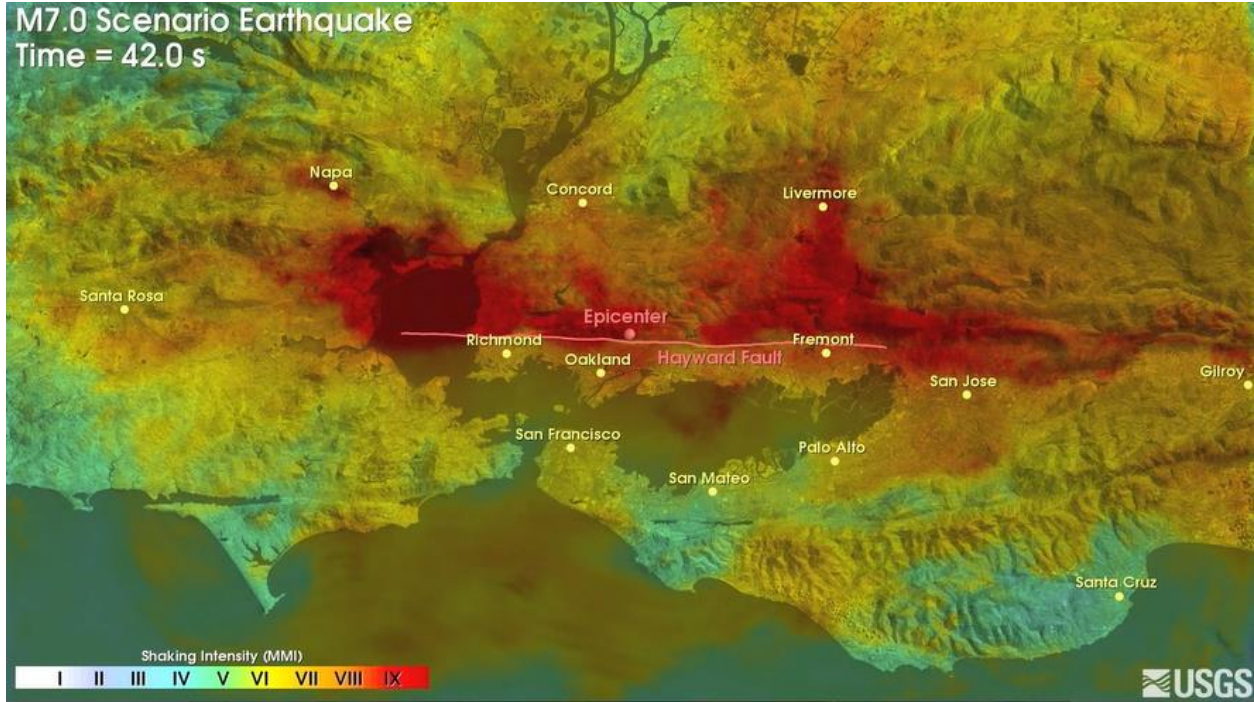 M7.0 Scenario Earthquake
Time = 42.0 s
Napa
Concord
Livermore
Santa Rosa
Epicenter
Richmond
Fremont
Oakland
Hayward Fault
San Jose
Gilroy
San Francisco
Palo Alto
San Mateo
Santa Cruz
Shaking Intensity (MMI)
I II III IV V VI VII VIII IX
USGS